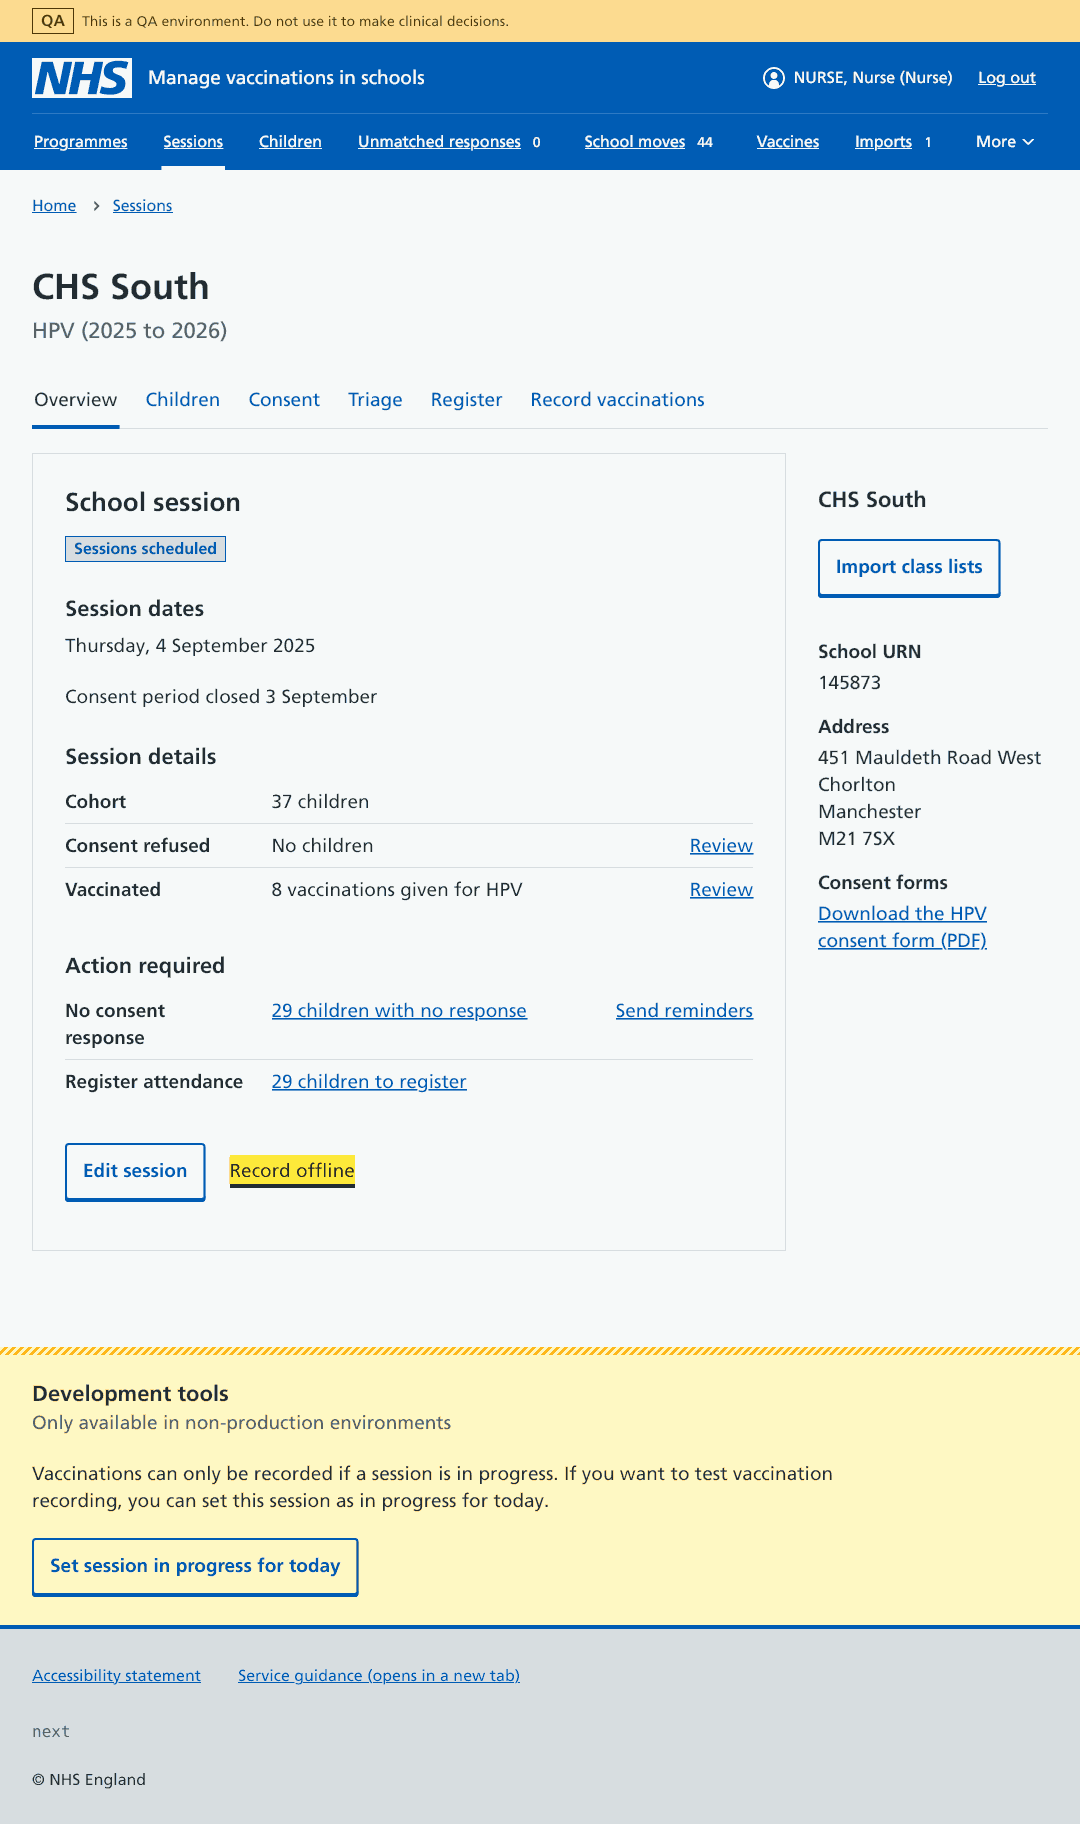 QA This is a QA environment. Do not use it to make clinical decisions.
NHS Manage vaccinations in schools NURSE, Nurse (Nurse) Log out
Programmes Sessions Children Unmatched responses 0 School moves 44 Vaccines Imports 1 More
Home Sessions
CHS South
HPV (2025 to 2026)
Overview Children Consent Triage Register Record vaccinations
School session
Sessions scheduled
Session dates
Thursday, 4 September 2025
Consent period closed 3 September
Session details
Cohort 37 children
Consent refused No children Review
Vaccinated 8 vaccinations given for HPV Review
Action required
No consent response 29 children with no response Send reminders
Register attendance 29 children to register
Edit session Record offline
CHS South
Import class lists
School URN
145873
Address
451 Mauldeth Road West
Chorlton
Manchester
M21 7SX
Consent forms
Download the HPV
consent form (PDF)
Development tools
Only available in non-production environments
Vaccinations can only be recorded if a session is in progress. If you want to test vaccination
recording, you can set this session as in progress for today.
Set session in progress for today
Accessibility statement Service guidance (opens in a new tab)
next
© NHS England